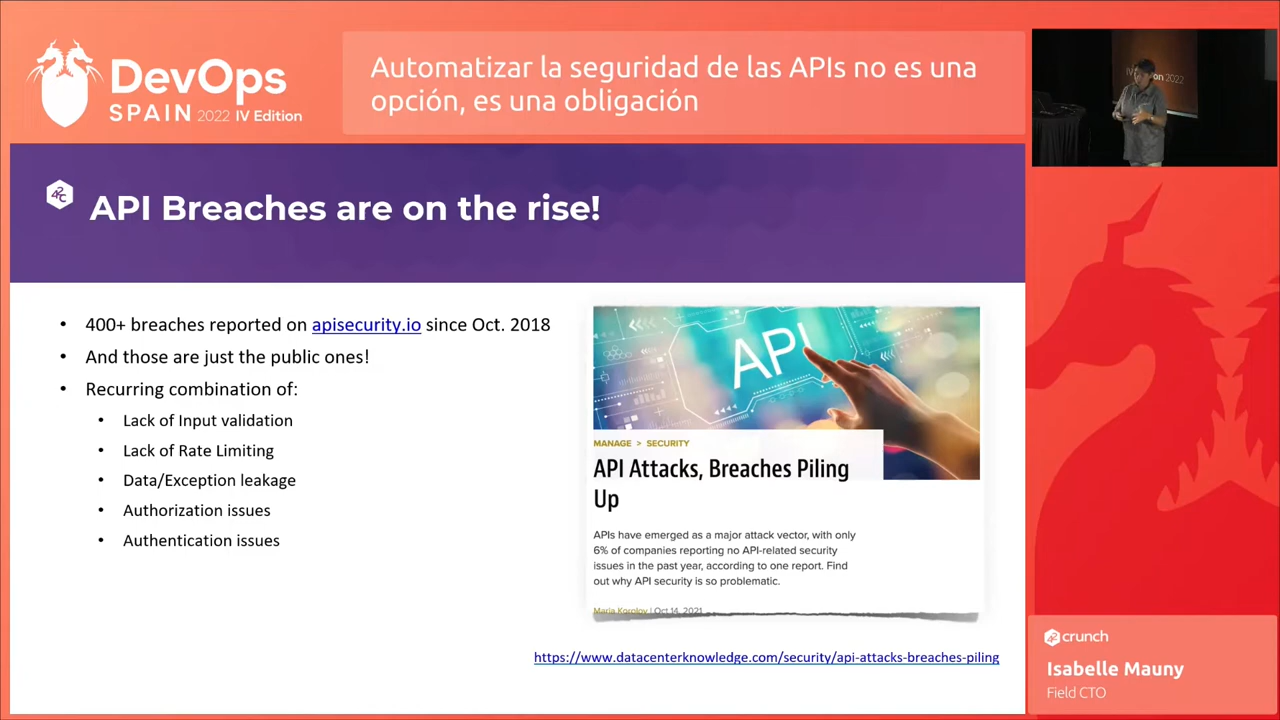 DevOps
SPAIN 2022 IV Edition
Automatizar la seguridad de las APIs no es una
opción, es una obligación
42C
API Breaches are on the rise!
• 400+ breaches reported on apisecurity.io since Oct. 2018
• And those are just the public ones!
• Recurring combination of:
• Lack of Input validation
• Lack of Rate Limiting
• Data/Exception leakage
• Authorization issues
• Authentication issues
API
MANAGE > SECURITY
API Attacks, Breaches Piling
Up
APIs have emerged as a major attack vector, with only
6% of companies reporting no API-related security
issues in the past year, according to one report. Find
out why API security is so problematic.
Maria Korolov | Oct 14, 2021
https://www.datacenterknowledge.com/security/api-attacks-breaches-piling
2022
42 crunch
Isabelle Mauny
Field CTO